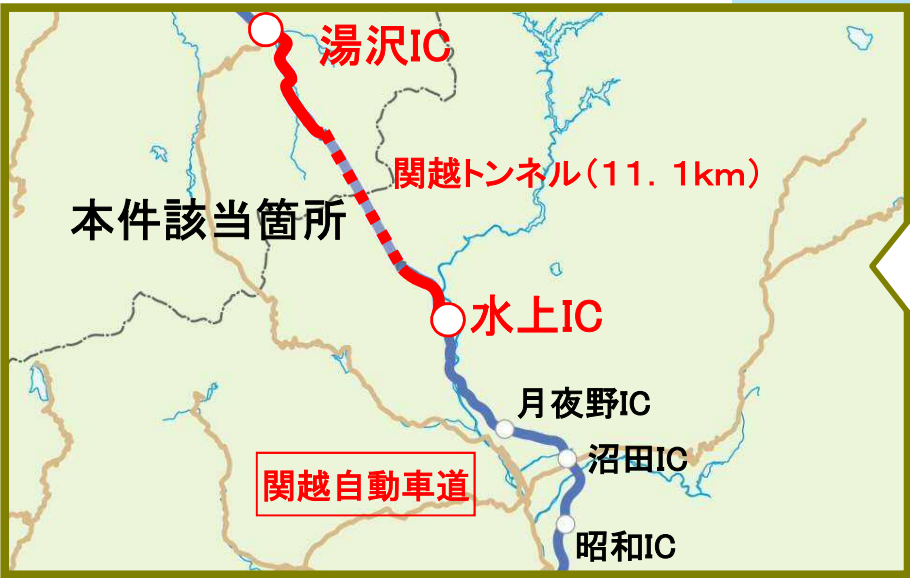 湯沢IC
関越トンネル（11．1km）
本件該当箇所
水上IC
月夜野IC
沼田IC
関越自動車道
昭和IC